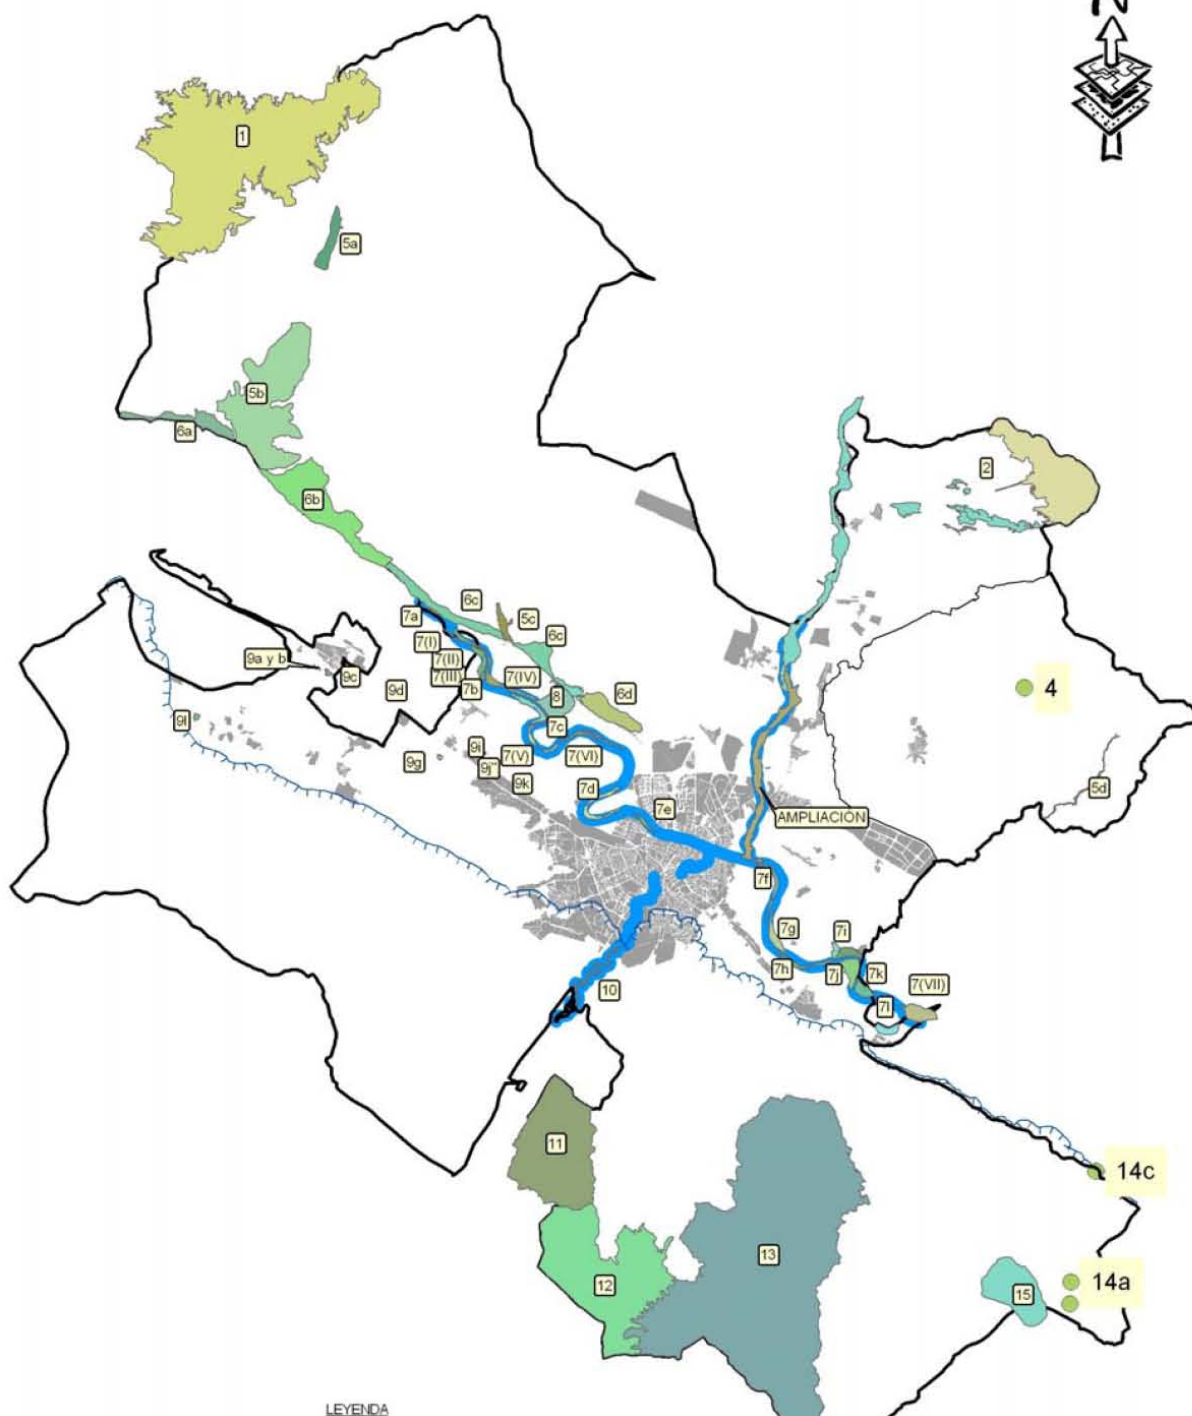 N
1
5a
5b
2
6a
6b
6c
5c
7a
6c
7(I)
7(II)
9a y b
7(III)
7(IV)
9c
4
9d
7b
8
6d
9l
7c
9i
7(V)
7(VI)
9g
9j
9k
7d
5d
7e
AMPLIACIÓN
7f
7g
7i
7h
7j
7k
7(VII)
10
7l
11
14c
13
14a
12
15
LEYENDA